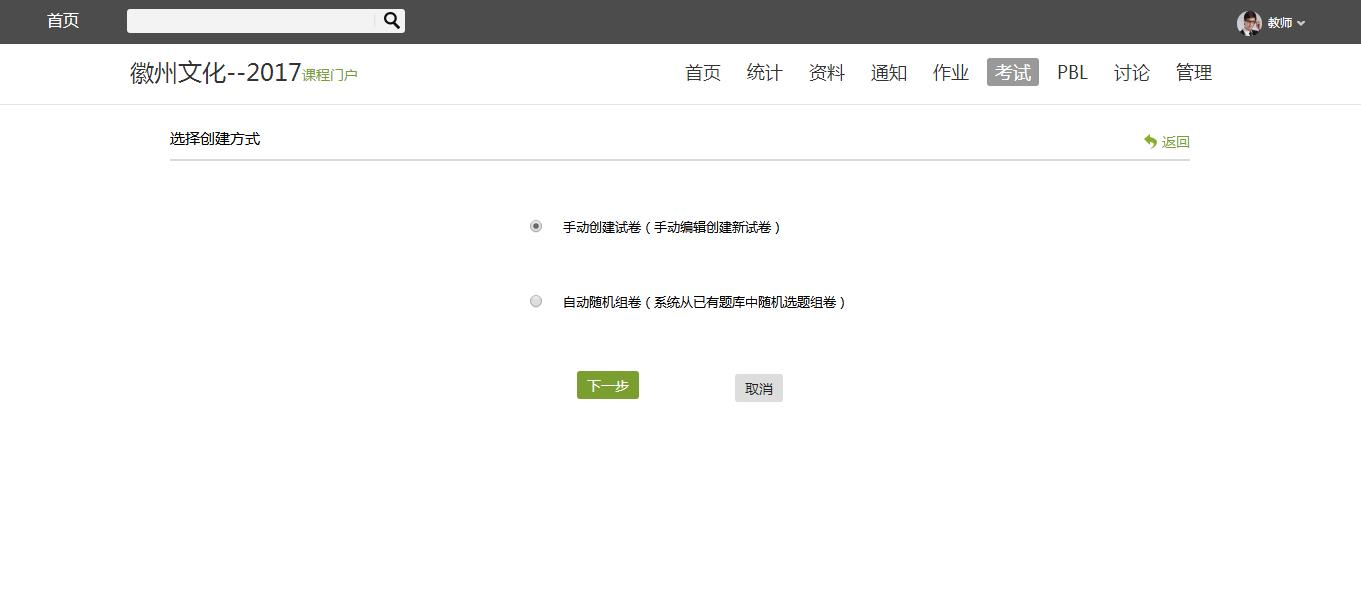 首页
教师
徽州文化--2017课程门户
首页 统计 资料 通知 作业 考试 PBL 讨论 管理
选择创建方式
返回
手动创建试卷（手动编辑创建新试卷）
自动随机组卷（系统从已有题库中随机选题组卷）
下一步
取消